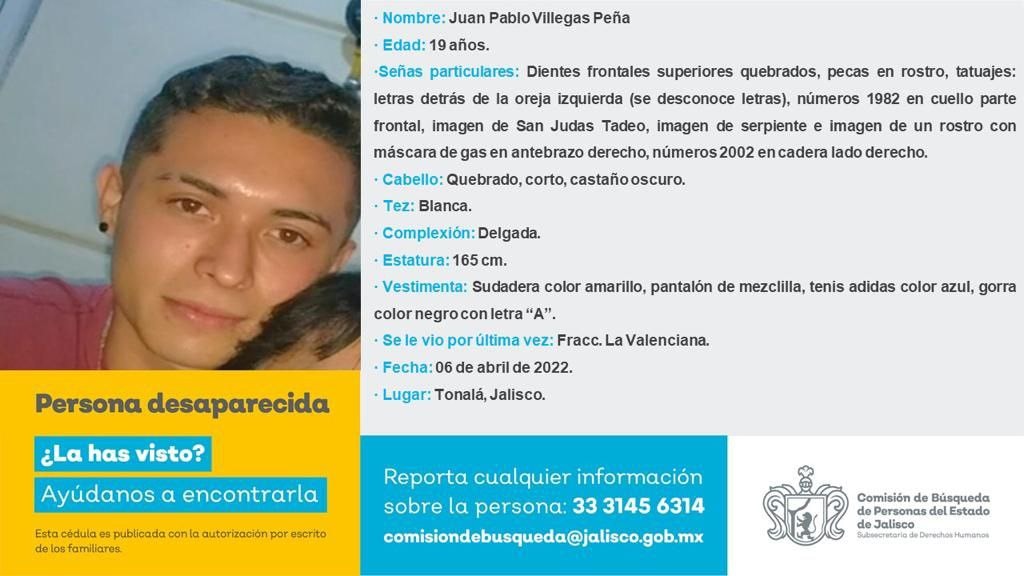 · Nombre: Juan Pablo Villegas Peña
· Edad: 19 años.
·Señas particulares: Dientes frontales superiores quebrados, pecas en rostro, tatuajes:
letras detrás de la oreja izquierda (se desconoce letras), números 1982 en cuello parte
frontal, imagen de San Judas Tadeo, imagen de serpiente e imagen de un rostro con
máscara de gas en antebrazo derecho, números 2002 en cadera lado derecho.
· Cabello: Quebrado, corto, castaño oscuro.
· Tez: Blanca.
· Complexión: Delgada.
· Estatura: 165 cm.
· Vestimenta: Sudadera color amarillo, pantalón de mezclilla, tenis adidas color azul, gorra
color negro con letra “A”.
· Se le vio por última vez: Fracc. La Valenciana.
· Fecha: 06 de abril de 2022.
· Lugar: Tonalá, Jalisco.
Persona desaparecida
¿La has visto?
Ayúdanos a encontrarla
Esta cédula es publicada con la autorización por escrito
de los familiares.
Reporta cualquier información
sobre la persona: 33 3145 6314
comisiondebusqueda@jalisco.gob.mx
Comisión de Búsqueda
de Personas del Estado
de Jalisco
Subsecretaría de Derechos Humanos